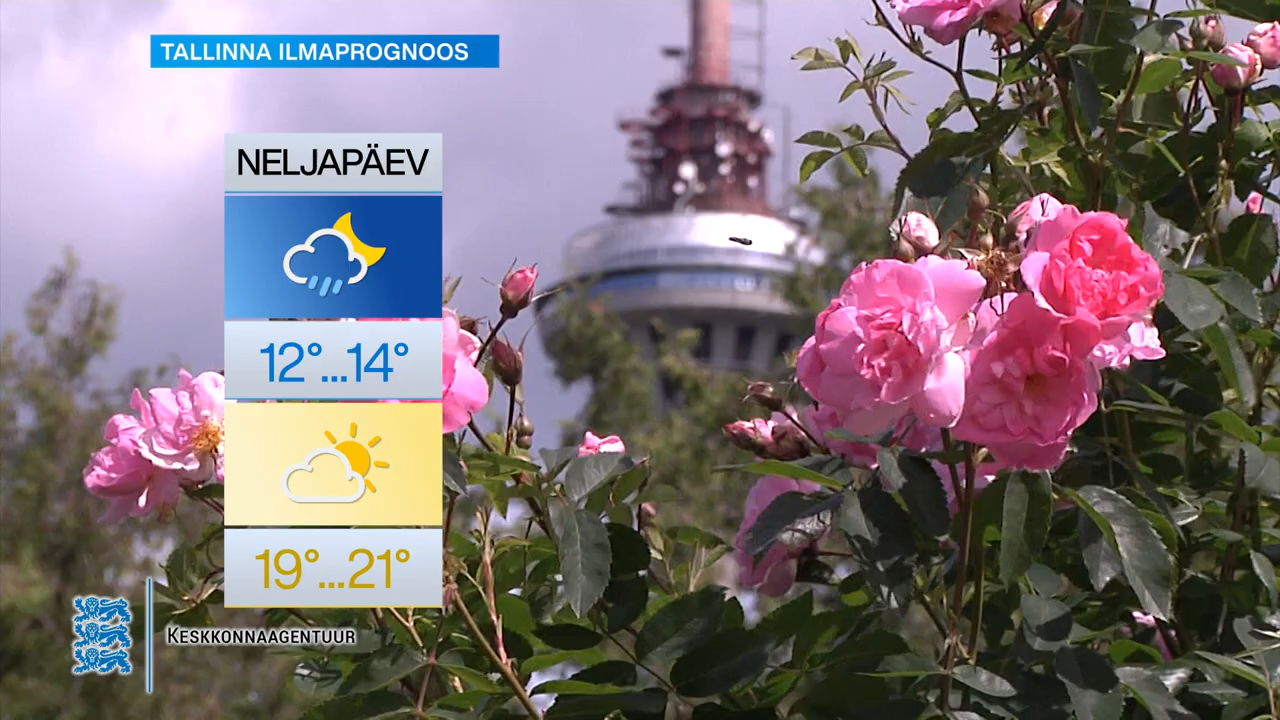 TALLINNA ILMAPROGNOOS
NELJAPÄEV
12°...14°
19°...21°
KESKKONNAAGENTUUR